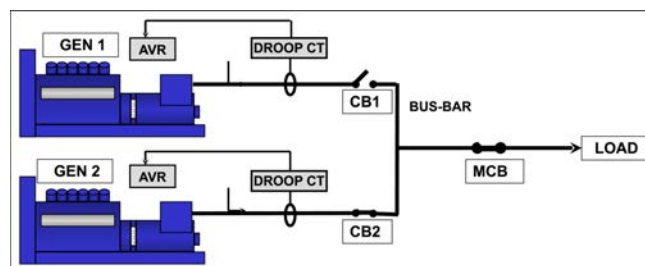 GEN 1
AVR
DROOP CT
CB1
BUS-BAR
LOAD
MCB
GEN 2
AVR
DROOP CT
CB2